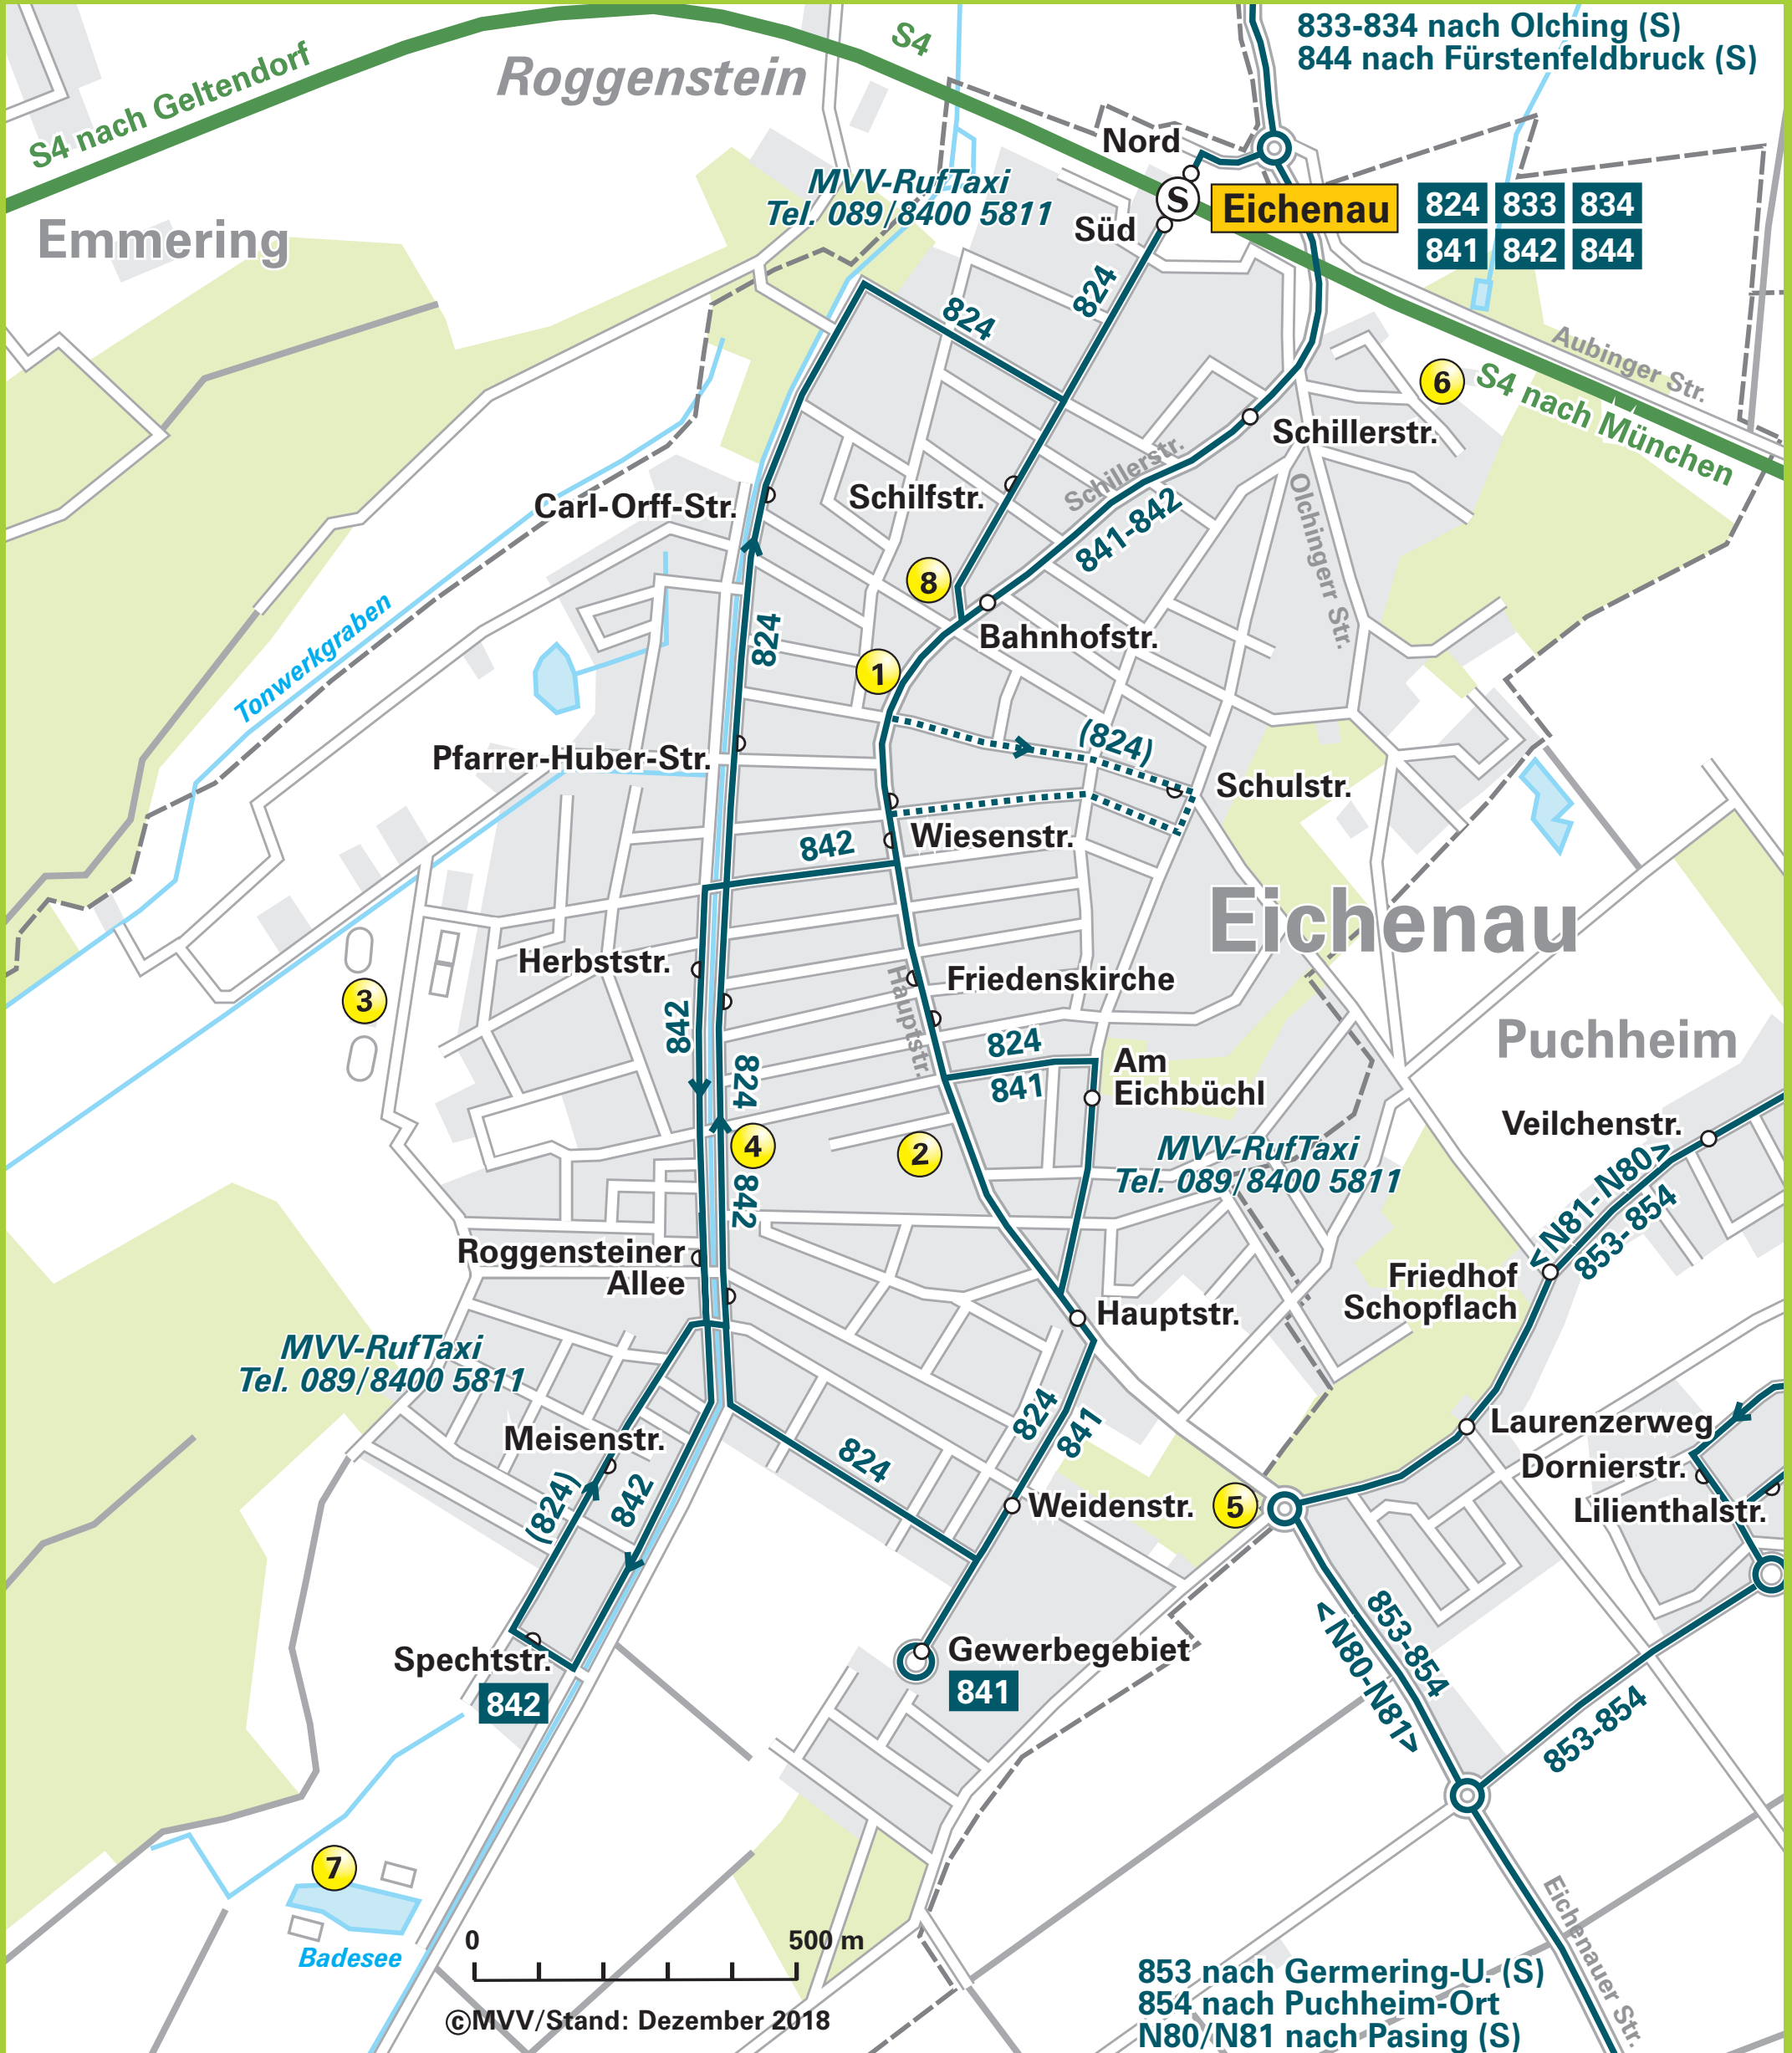 833-834 nach Olching (S)
844 nach Fürstenfeldbruck (S)
S4
S4 nach Geltendorf
Roggenstein
Nord
MVV-RufTaxi
Tel. 089/8400 5811
S
Eichenau
824 833 834
841 842 844
Süd
Emmering
824
824
Aubinger Str.
6
S4 nach München
Schillerstr.
Schillerstr.
Carl-Orff-Str.
Schilfstr.
Olchinger Str.
841-842
8
Tonwerkgraben
824
Bahnhofstr.
1
(824)
Pfarrer-Huber-Str.
Schulstr.
842
Wiesenstr.
Eichenau
Herbststr.
Friedenskirche
3
Hauptstr.
842
824
841
Puchheim
Am
Eichbüchl
824
Veilchenstr.
4
2
MVV-RufTaxi
Tel. 089/8400 5811
<N81-N80>
853-854
842
Roggensteiner
Allee
Friedhof
Schopflach
Hauptstr.
MVV-RufTaxi
Tel. 089/8400 5811
824
841
Laurenzerweg
Meisenstr.
824
Dornierstr.
(824)
842
Weidenstr.
5
Lilienthalstr.
853-854
<N80-N81>
Spechtstr.
842
Gewerbegebiet
841
853-854
7
Badesee
0 500 m
©MVV/Stand: Dezember 2018
Eichenauer Str.
853 nach Germering-U. (S)
854 nach Puchheim-Ort
N80/N81 nach Pasing (S)